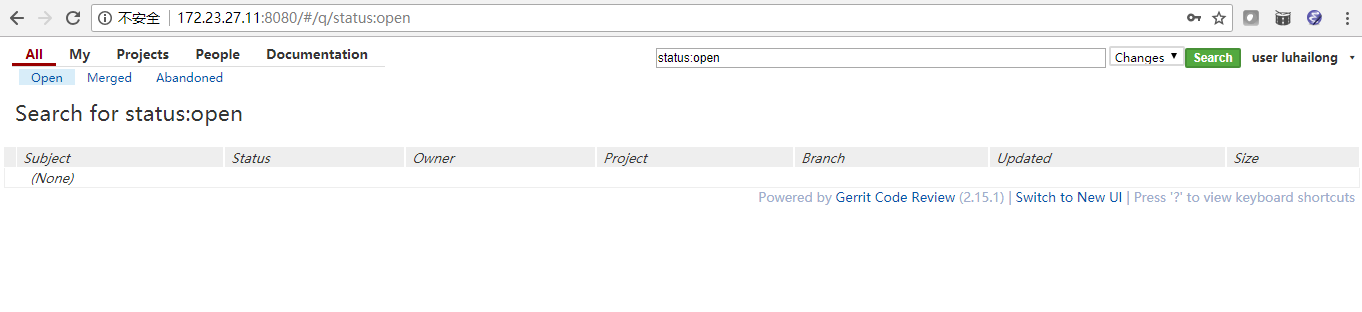 不安全 172.23.27.11:8080/#/q/status:open
All My Projects People Documentation status:open Changes Search user luhailong
Open Merged Abandoned
Search for status:open
Subject Status Owner Project Branch Updated Size
(None)
Powered by Gerrit Code Review (2.15.1) | Switch to New UI | Press '?' to view keyboard shortcuts